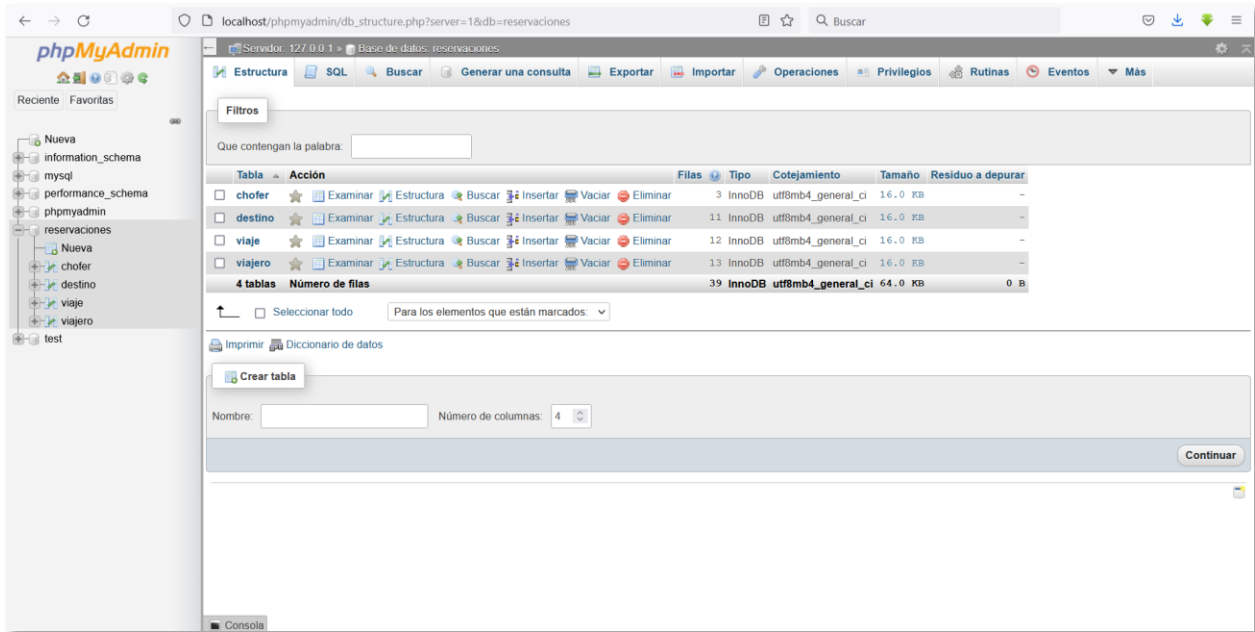 localhost/phpmyadmin/db_structure.php?server=1&db=reservaciones
Buscar
phpMyAdmin
Reciente Favoritas
Nueva
information_schema
mysql
performance_schema
phpmyadmin
reservaciones
Nueva
chofer
destino
viaje
viajero
test
Servidor: 127.0.0.1 » Base de datos: reservaciones
Estructura SQL Buscar Generar una consulta Exportar Importar Operaciones Privilegios Rutinas Eventos Más
Filtros
Que contengan la palabra:
Tabla Acción Filas Tipo Cotejamiento Tamaño Residuo a depurar
chofer Examinar Estructura Buscar Insertar Vaciar Eliminar 3 InnoDB utf8mb4_general_ci 16.0 KB -
destino Examinar Estructura Buscar Insertar Vaciar Eliminar 11 InnoDB utf8mb4_general_ci 16.0 KB -
viaje Examinar Estructura Buscar Insertar Vaciar Eliminar 12 InnoDB utf8mb4_general_ci 16.0 KB -
viajero Examinar Estructura Buscar Insertar Vaciar Eliminar 13 InnoDB utf8mb4_general_ci 16.0 KB -
4 tablas Número de filas 39 InnoDB utf8mb4_general_ci 64.0 KB 0 B
Seleccionar todo Para los elementos que están marcados:
Imprimir Diccionario de datos
Crear tabla
Nombre: Número de columnas: 4
Continuar
Consola